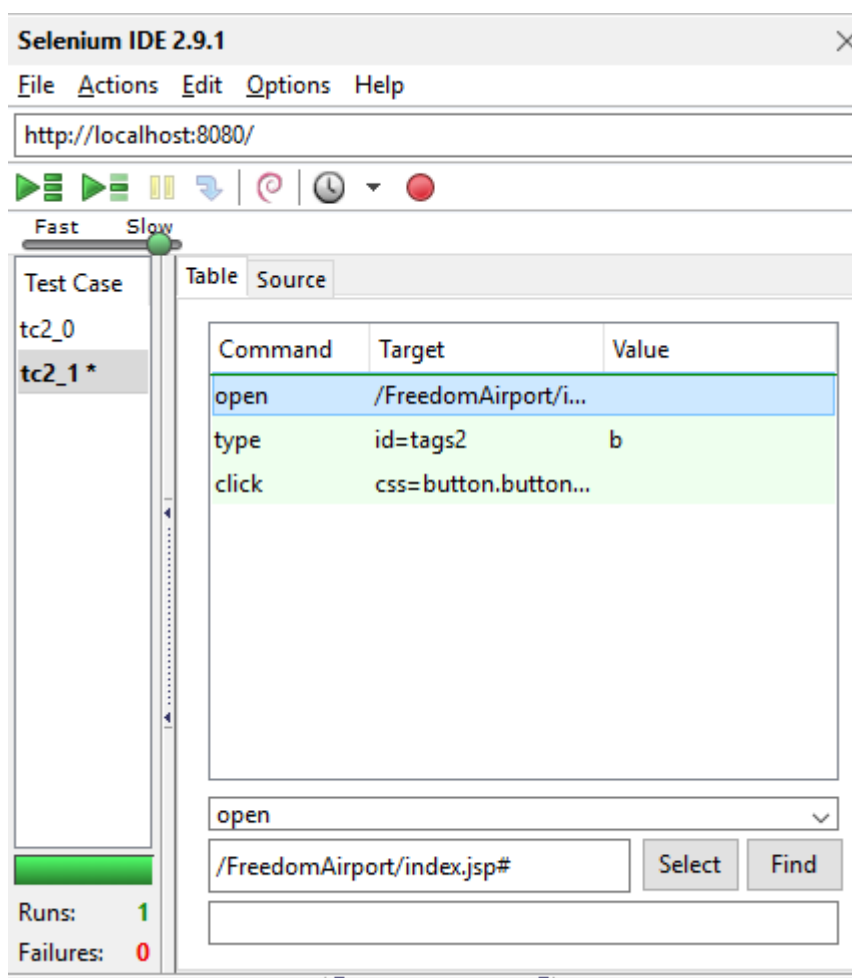 Selenium IDE 2.9.1
File Actions Edit Options Help
http://localhost:8080/
Fast Slow
Test Case
tc2_0
tc2_1 *
Table Source
Command Target Value
open /FreedomAirport/i...
type id=tags2 b
click css=button.button...
open
/FreedomAirport/index.jsp# Select Find
Runs: 1
Failures: 0